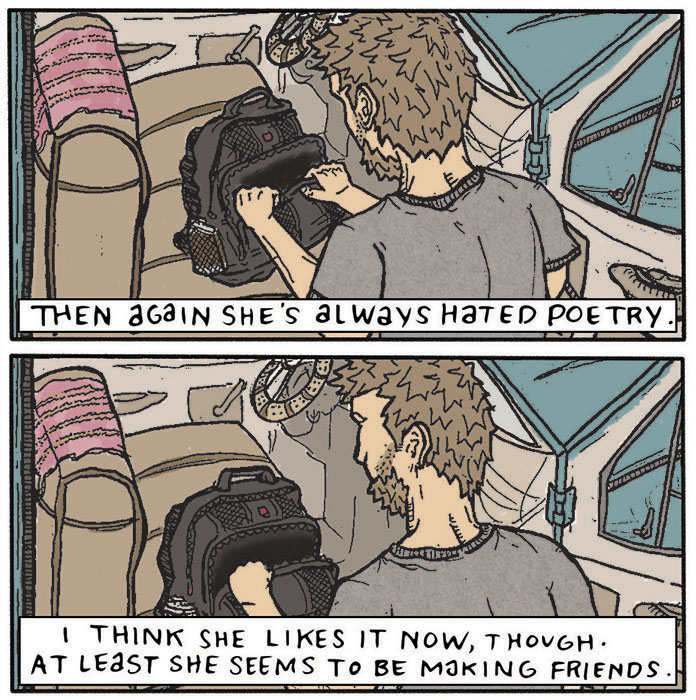 THEN aGaIN SHE'S aLWaYS HaTED POETRY.
I THINK SHE LIKES IT NOW, THOUGH.
AT LEaST SHE SEEMS TO BE MaKING FRIENDS.